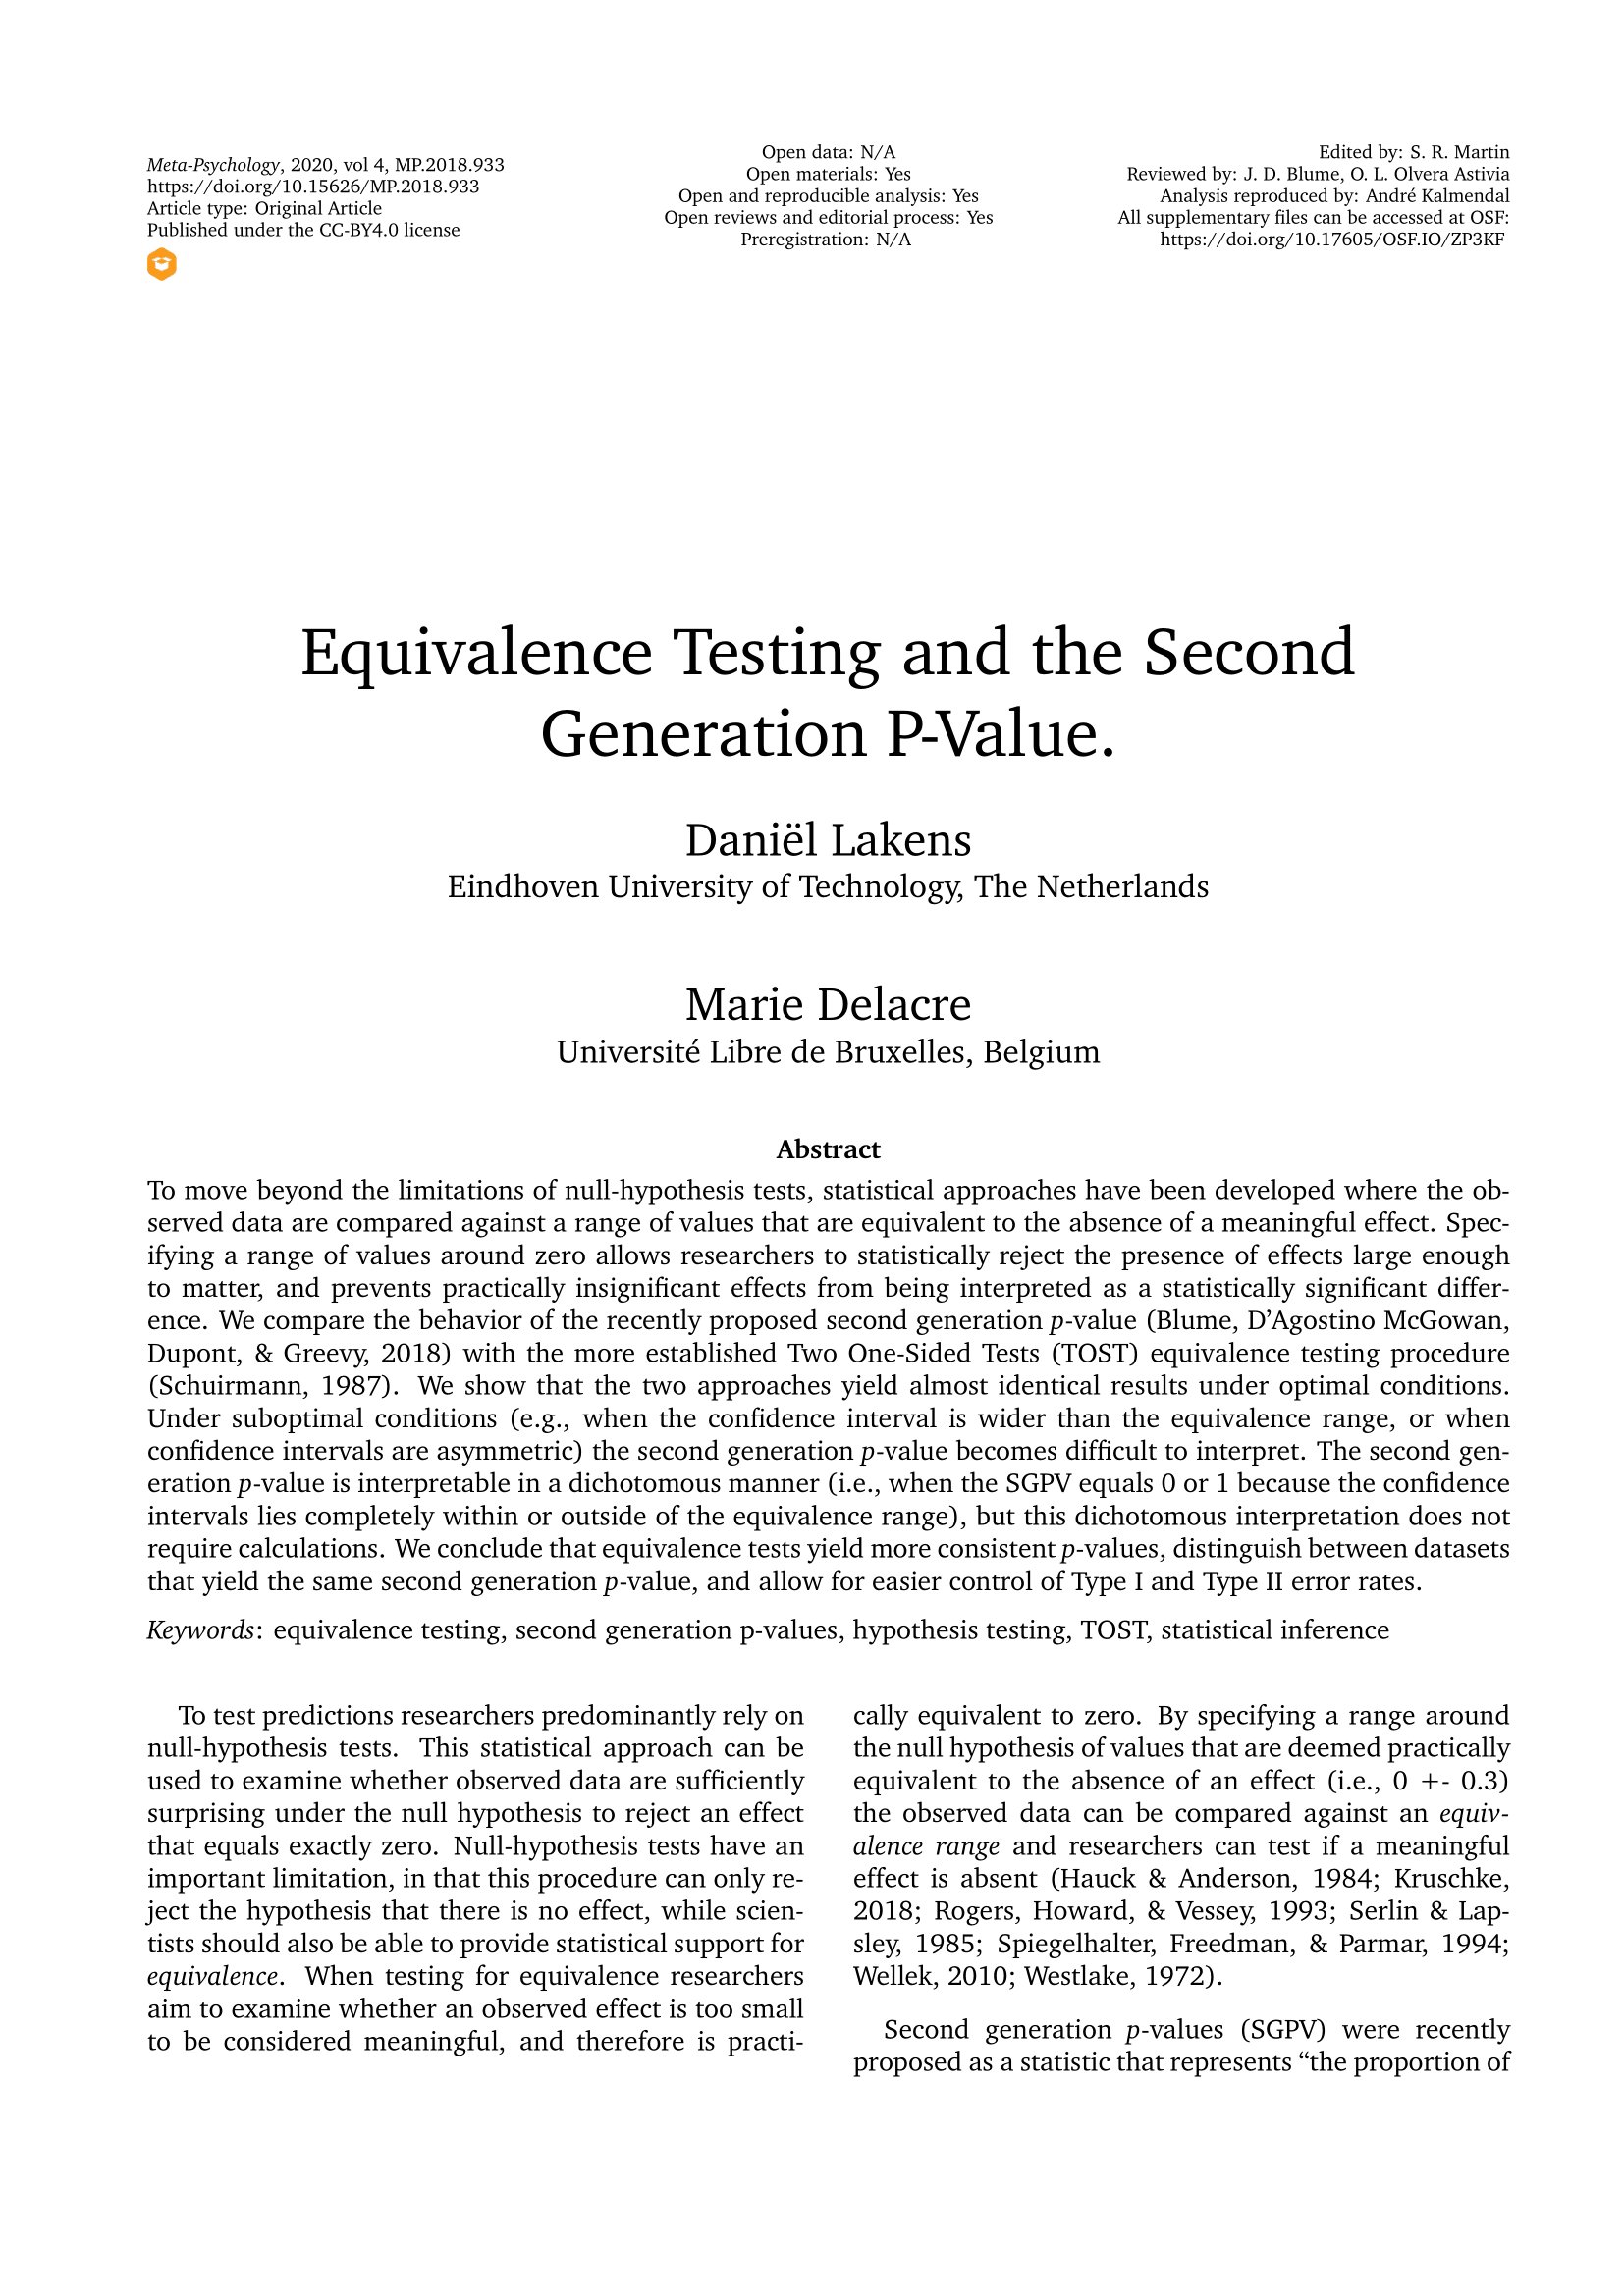 Meta-Psychology, 2020, vol 4, MP.2018.933
https://doi.org/10.15626/MP.2018.933
Article type: Original Article
Published under the CC-BY4.0 license
Open data: N/A
Open materials: Yes
Open and reproducible analysis: Yes
Open reviews and editorial process: Yes
Preregistration: N/A
Edited by: S. R. Martin
Reviewed by: J. D. Blume, O. L. Olvera Astivia
Analysis reproduced by: André Kalmendal
All supplementary files can be accessed at OSF:
https://doi.org/10.17605/OSF.IO/ZP3KF
Equivalence Testing and the Second
Generation P-Value.
Daniël Lakens
Eindhoven University of Technology, The Netherlands
Marie Delacre
Université Libre de Bruxelles, Belgium
Abstract
To move beyond the limitations of null-hypothesis tests, statistical approaches have been developed where the ob-
served data are compared against a range of values that are equivalent to the absence of a meaningful effect. Spec-
ifying a range of values around zero allows researchers to statistically reject the presence of effects large enough
to matter, and prevents practically insignificant effects from being interpreted as a statistically significant differ-
ence. We compare the behavior of the recently proposed second generation p-value (Blume, D'Agostino McGowan,
Dupont, & Greevy, 2018) with the more established Two One-Sided Tests (TOST) equivalence testing procedure
(Schuirmann, 1987). We show that the two approaches yield almost identical results under optimal conditions.
Under suboptimal conditions (e.g., when the confidence interval is wider than the equivalence range, or when
confidence intervals are asymmetric) the second generation p-value becomes difficult to interpret. The second gen-
eration p-value is interpretable in a dichotomous manner (i.e., when the SGPV equals 0 or 1 because the confidence
intervals lies completely within or outside of the equivalence range), but this dichotomous interpretation does not
require calculations. We conclude that equivalence tests yield more consistent p-values, distinguish between datasets
that yield the same second generation p-value, and allow for easier control of Type I and Type II error rates.
Keywords: equivalence testing, second generation p-values, hypothesis testing, TOST, statistical inference
To test predictions researchers predominantly rely on
null-hypothesis tests. This statistical approach can be
used to examine whether observed data are sufficiently
surprising under the null hypothesis to reject an effect
that equals exactly zero. Null-hypothesis tests have an
important limitation, in that this procedure can only re-
ject the hypothesis that there is no effect, while scien-
tists should also be able to provide statistical support for
equivalence. When testing for equivalence researchers
aim to examine whether an observed effect is too small
to be considered meaningful, and therefore is practi-
cally equivalent to zero. By specifying a range around
the null hypothesis of values that are deemed practically
equivalent to the absence of an effect (i.e., 0 +- 0.3)
the observed data can be compared against an equiv-
alence range and researchers can test if a meaningful
effect is absent (Hauck & Anderson, 1984; Kruschke,
2018; Rogers, Howard, & Vessey, 1993; Serlin & Lap-
sley, 1985; Spiegelhalter, Freedman, & Parmar, 1994;
Wellek, 2010; Westlake, 1972).
Second generation p-values (SGPV) were recently
proposed as a statistic that represents “the proportion of